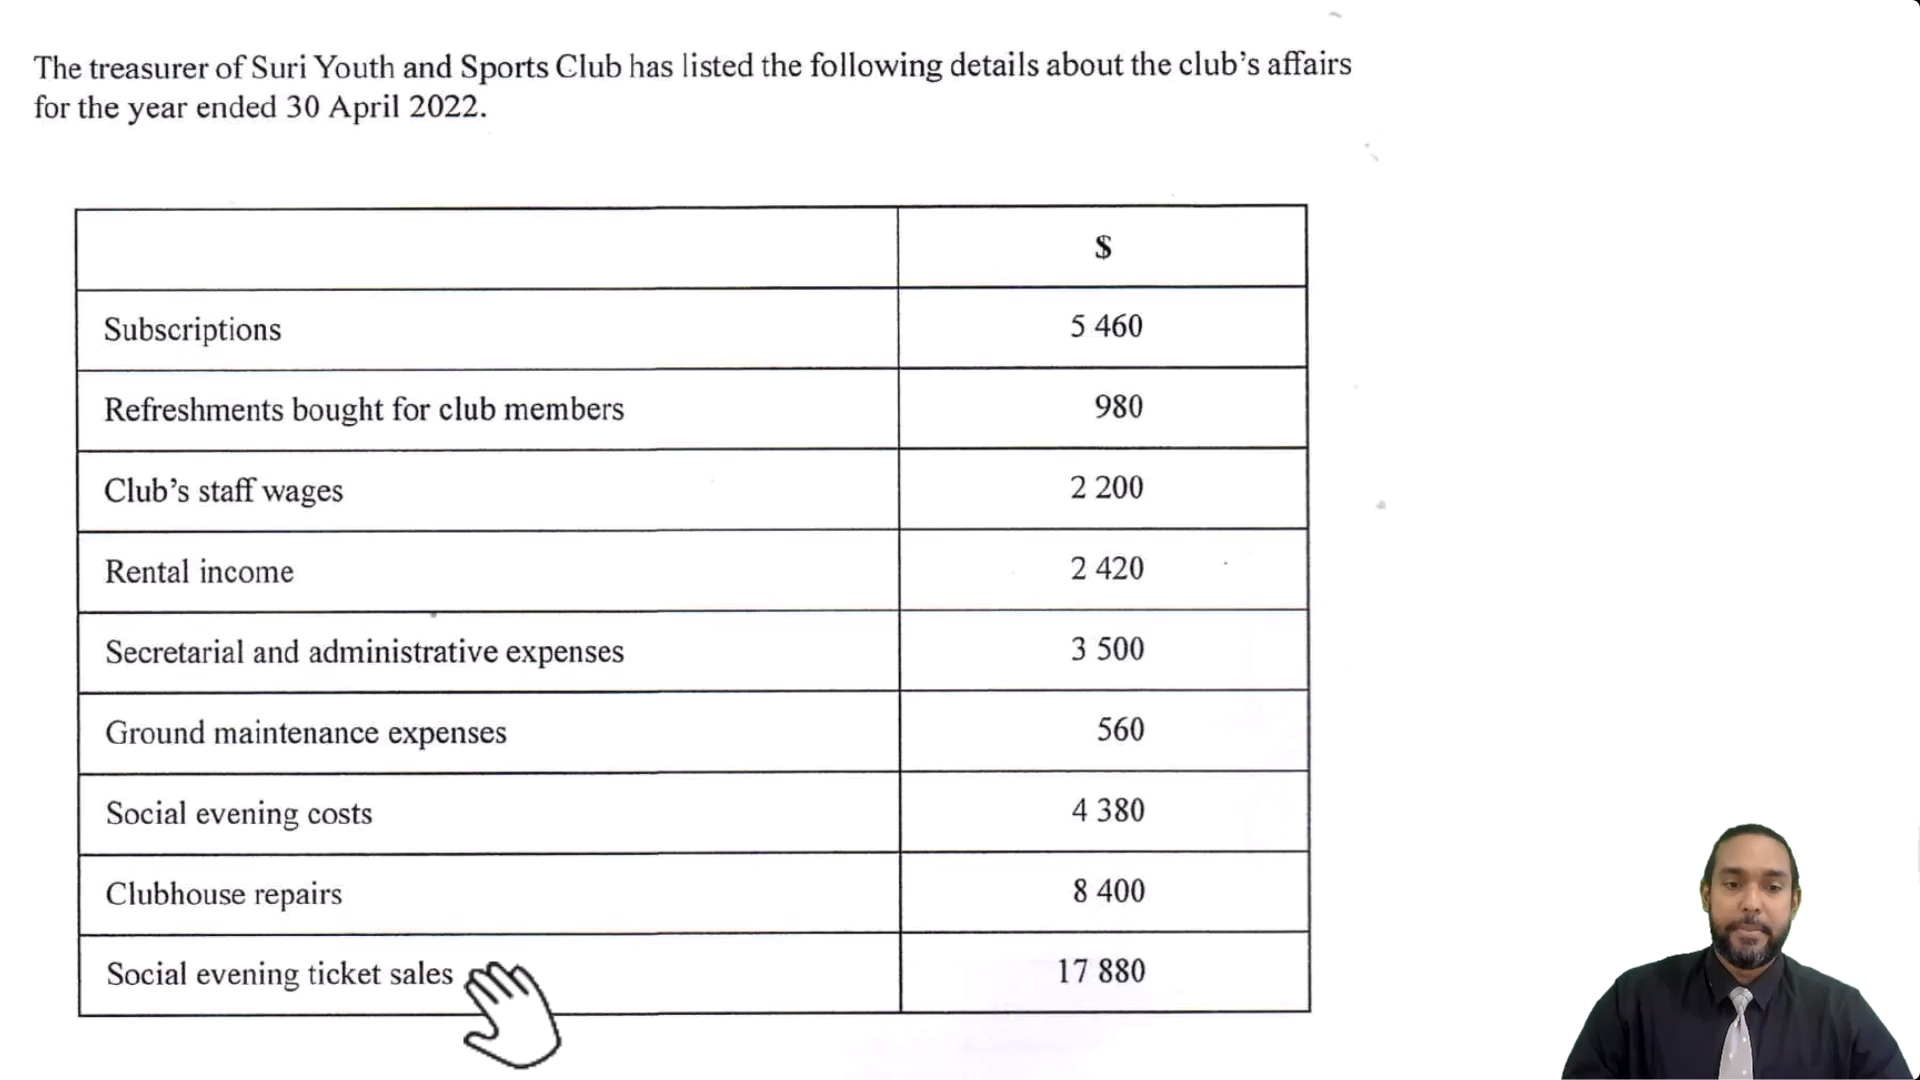 The treasurer of Suri Youth and Sports Club has listed the following details about the club's affairs
for the year ended 30 April 2022.
$
Subscriptions 5 460
Refreshments bought for club members 980
Club's staff wages 2 200
Rental income 2 420
Secretarial and administrative expenses 3 500
Ground maintenance expenses 560
Social evening costs 4 380
Clubhouse repairs 8 400
Social evening ticket sales 17 880